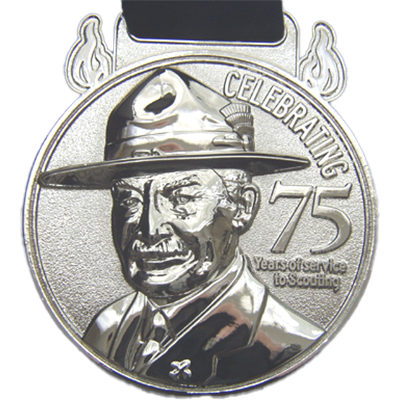 CELEBRATING
75
Years of service
to Scouting